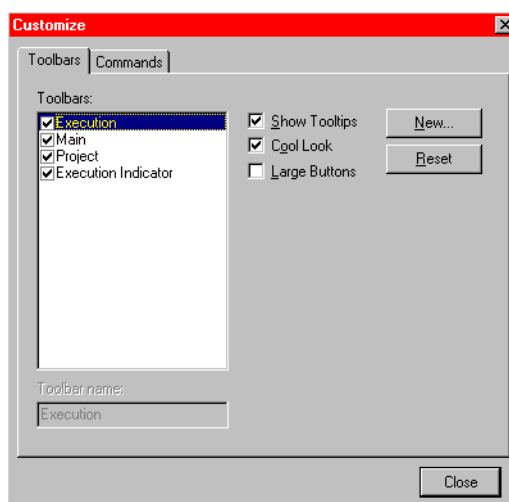 Customize
Toolbars Commands
Toolbars:
Execution
Main
Project
Execution Indicator
Show Tooltips
Cool Look
Large Buttons
New...
Reset
Toolbar name:
Execution
Close